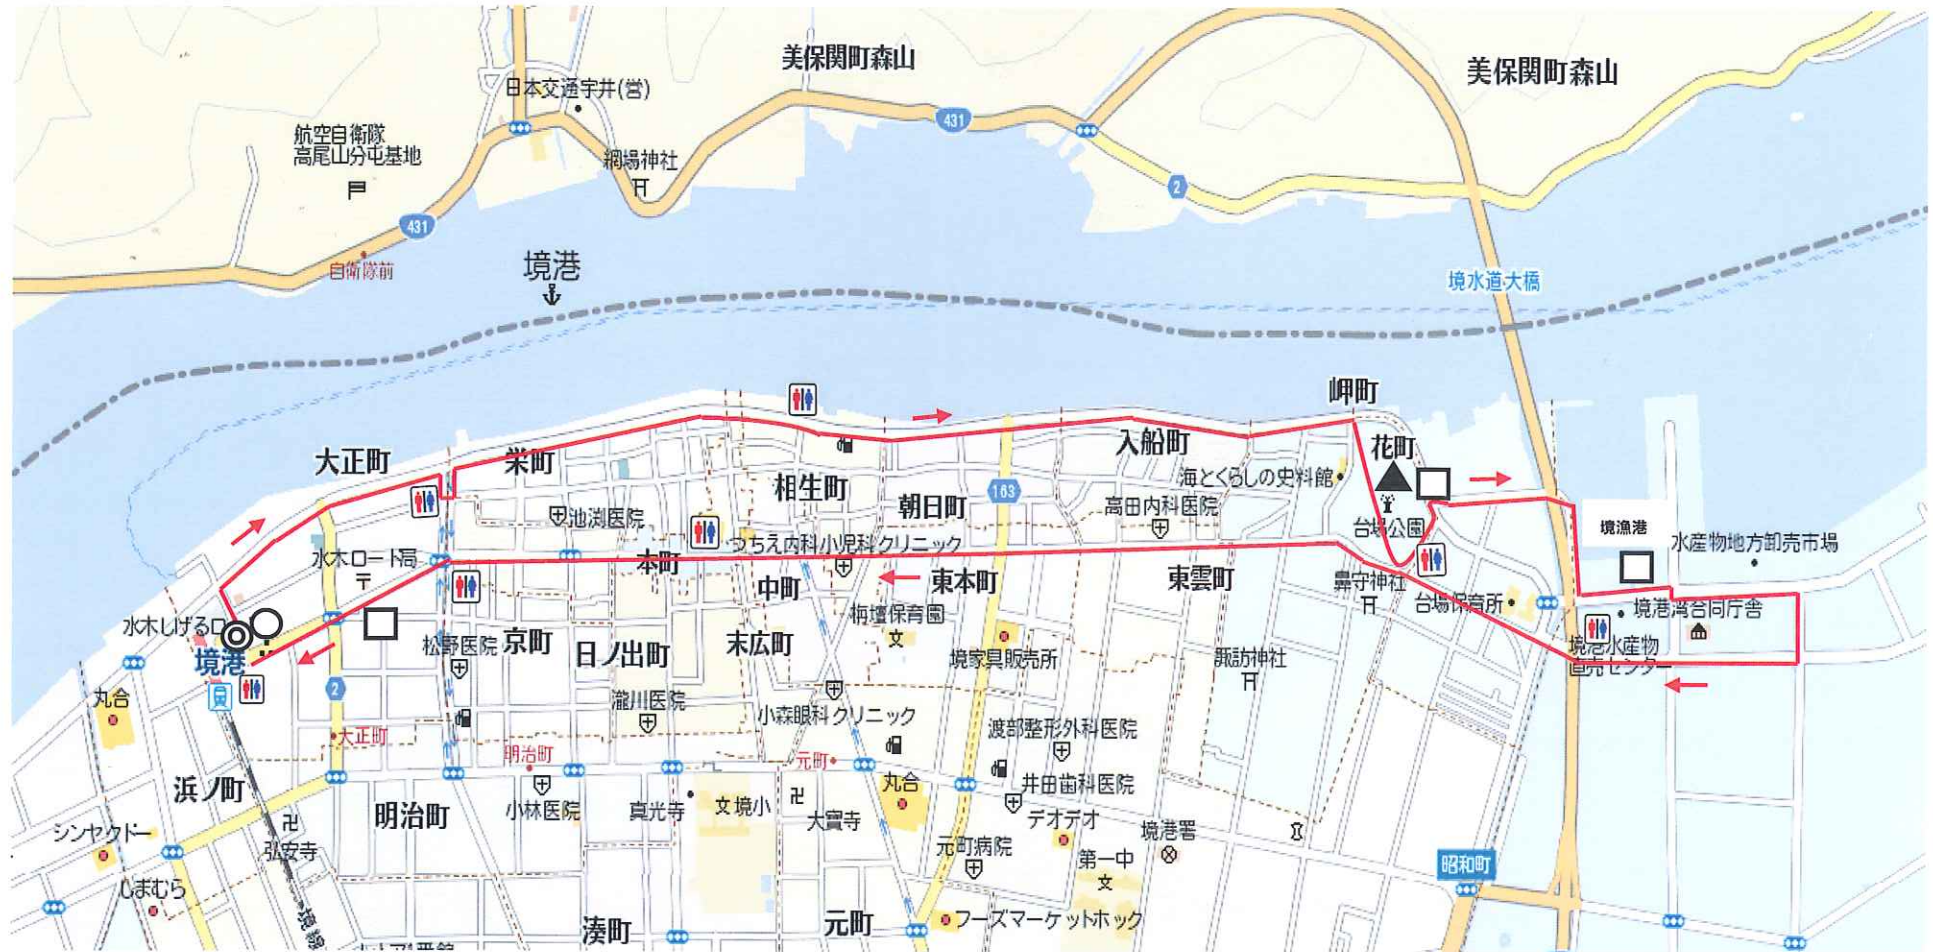 美保関町森山
美保関町森山
日本交通宇井(営)
431
航空自衛隊
高尾山分屯基地
網場神社
2
431
自衛隊前
境港
境水道大橋
岬町
大正町
栄町
入船町
花町
海とくらしの史料館
相生町
朝日町
163
高田内科医院
池渕医院
台場公園
境漁港
水産物地方卸売市場
つちえ内科小児科クリニック
水木ロード局
本町
中町
東本町
東雲町
鼻守神社
台場保育所
境港湾合同庁舎
栴壇保育園
水木しげるロ
境港
松野医院
京町
日ノ出町
末広町
境家具販売所
諏訪神社
境港水産物
直売センター
丸合
2
瀧川医院
小森眼科クリニック
渡部整形外科医院
大正町
明治町
元町
浜ノ町
明治町
小林医院
真光寺
文 境小
大寶寺
丸合
井田歯科医院
デオデオ
境港署
シンヤクドー
弘安寺
元町病院
第一中
文
昭和町
しまむら
境線
湊町
元町
フーズマーケットホック